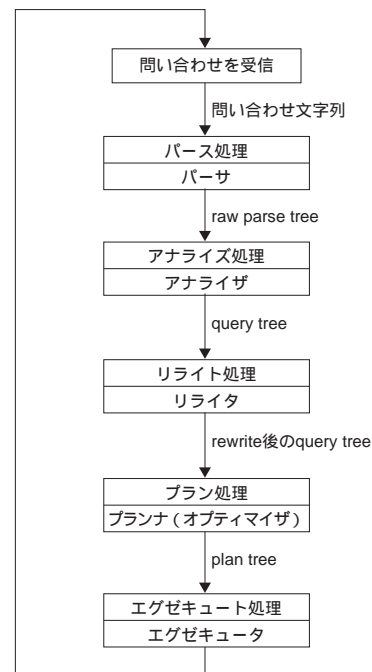 問い合わせを受信
問い合わせ文字列
パース処理
パーサ
raw parse tree
アナライズ処理
アナライザ
query tree
リライト処理
リライタ
rewrite後のquery tree
プラン処理
プランナ(オプティマイザ)
plan tree
エグゼキュート処理
エグゼキュータ